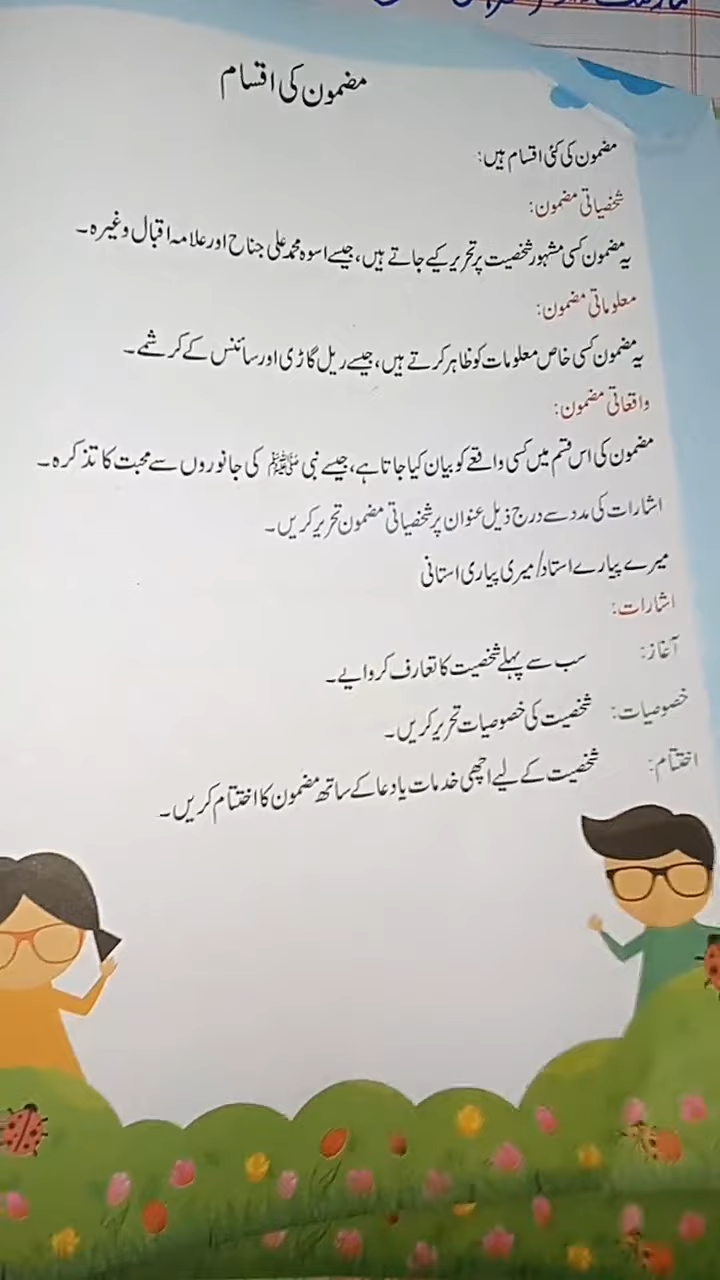 مضمون کی اقسام
مضمون کی کئی اقسام ہیں:
شخصیاتی مضمون:
یہ مضمون کسی مشہور شخصیت پر تحریر کیے جاتے ہیں، جیسے اسوہ محمد علی جناح اور علامہ اقبال وغیرہ۔
معلوماتی مضمون:
یہ مضمون کسی خاص معلومات کو ظاہر کرتے ہیں، جیسے ریل گاڑی اور سائنس کے کرشمے۔
واقعاتی مضمون:
مضمون کی اس قسم میں کسی واقعے کو بیان کیا جاتا ہے، جیسے نبی ﷺ کی جانوروں سے محبت کا تذکرہ۔
اشارات کی مدد سے درج ذیل عنوان پر شخصیاتی مضمون تحریر کریں۔
میرے پیارے استاد/میری پیاری استانی
اشارات:
آغاز: سب سے پہلے شخصیت کا تعارف کروایے۔
خصوصیات: شخصیت کی خصوصیات تحریر کریں۔
اختتام: شخصیت کے لیے اچھی خدمات یا دعا کے ساتھ مضمون کا اختتام کریں۔